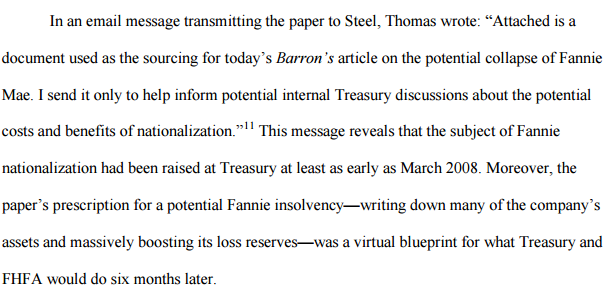 In an email message transmitting the paper to Steel, Thomas wrote: “Attached is a
document used as the sourcing for today’s Barron’s article on the potential collapse of Fannie
Mae. I send it only to help inform potential internal Treasury discussions about the potential
costs and benefits of nationalization.”11 This message reveals that the subject of Fannie
nationalization had been raised at Treasury at least as early as March 2008. Moreover, the
paper’s prescription for a potential Fannie insolvency—writing down many of the company’s
assets and massively boosting its loss reserves—was a virtual blueprint for what Treasury and
FHFA would do six months later.